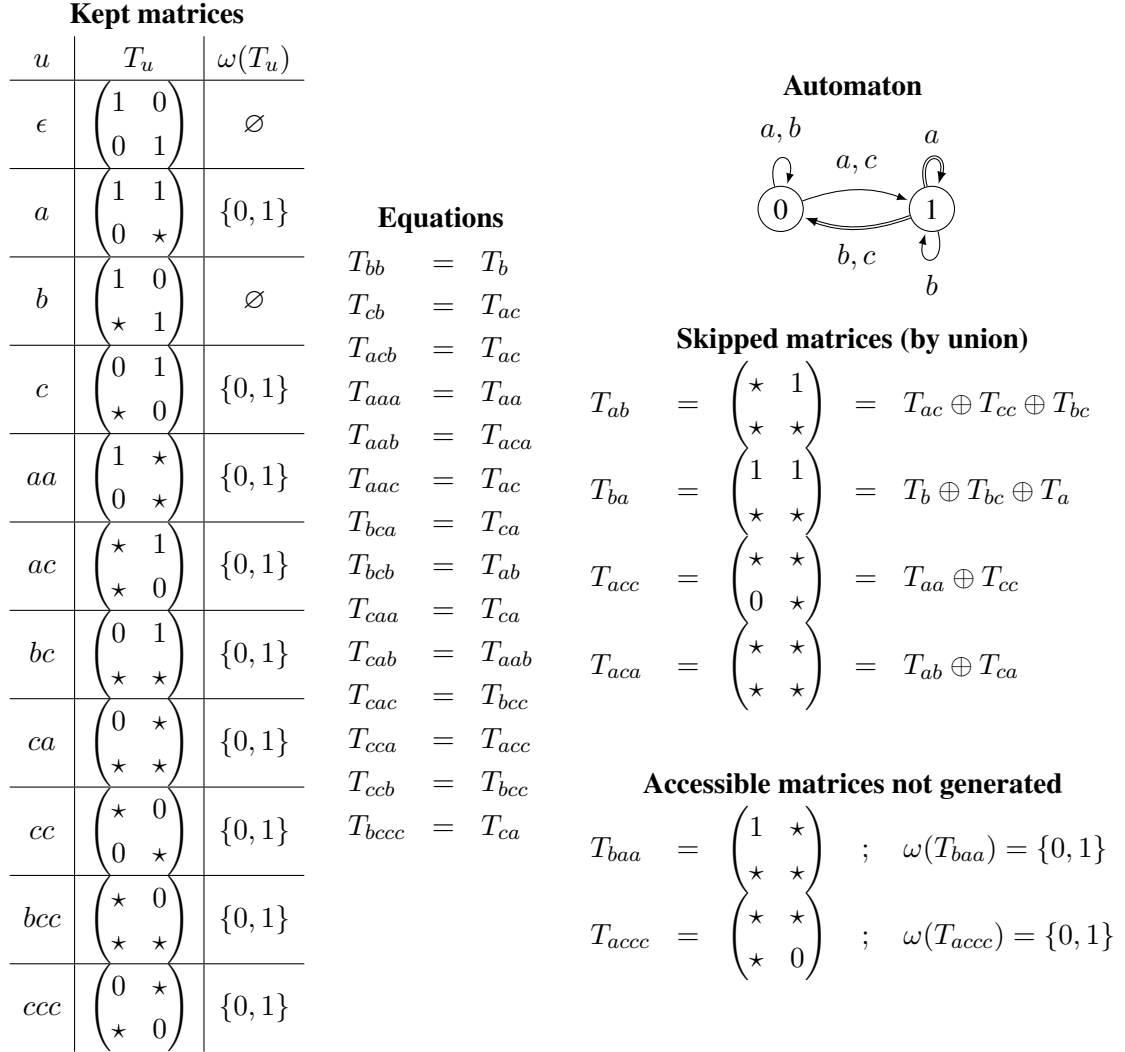 Kept matrices
u T_u ω(T_u)
ϵ (1 0; 0 1) ∅
a (1 1; 0 ⋆) {0, 1}
b (1 0; ⋆ 1) ∅
c (0 1; ⋆ 0) {0, 1}
aa (1 ⋆; 0 ⋆) {0, 1}
ac (⋆ 1; ⋆ 0) {0, 1}
bc (0 1; ⋆ ⋆) {0, 1}
ca (0 ⋆; ⋆ ⋆) {0, 1}
cc (⋆ 0; 0 ⋆) {0, 1}
bcc (⋆ 0; ⋆ ⋆) {0, 1}
ccc (0 ⋆; ⋆ 0) {0, 1}
Equations
T_bb = T_b
T_cb = T_ac
T_acb = T_ac
T_aaa = T_aa
T_aab = T_aca
T_aac = T_ac
T_bca = T_ca
T_bcb = T_ab
T_caa = T_ca
T_cab = T_aab
T_cac = T_bcc
T_cca = T_acc
T_ccb = T_bcc
T_bccc = T_ca
Automaton
a, b
a
a, c
0
1
b, c
b
Skipped matrices (by union)
T_ab = (⋆ 1; ⋆ ⋆) = T_ac ⊕ T_cc ⊕ T_bc
T_ba = (1 1; ⋆ ⋆) = T_b ⊕ T_bc ⊕ T_a
T_acc = (⋆ ⋆; 0 ⋆) = T_aa ⊕ T_cc
T_aca = (⋆ ⋆; ⋆ ⋆) = T_ab ⊕ T_ca
Accessible matrices not generated
T_baa = (1 ⋆; ⋆ ⋆) ; ω(T_baa) = {0, 1}
T_accc = (⋆ ⋆; ⋆ 0) ; ω(T_accc) = {0, 1}